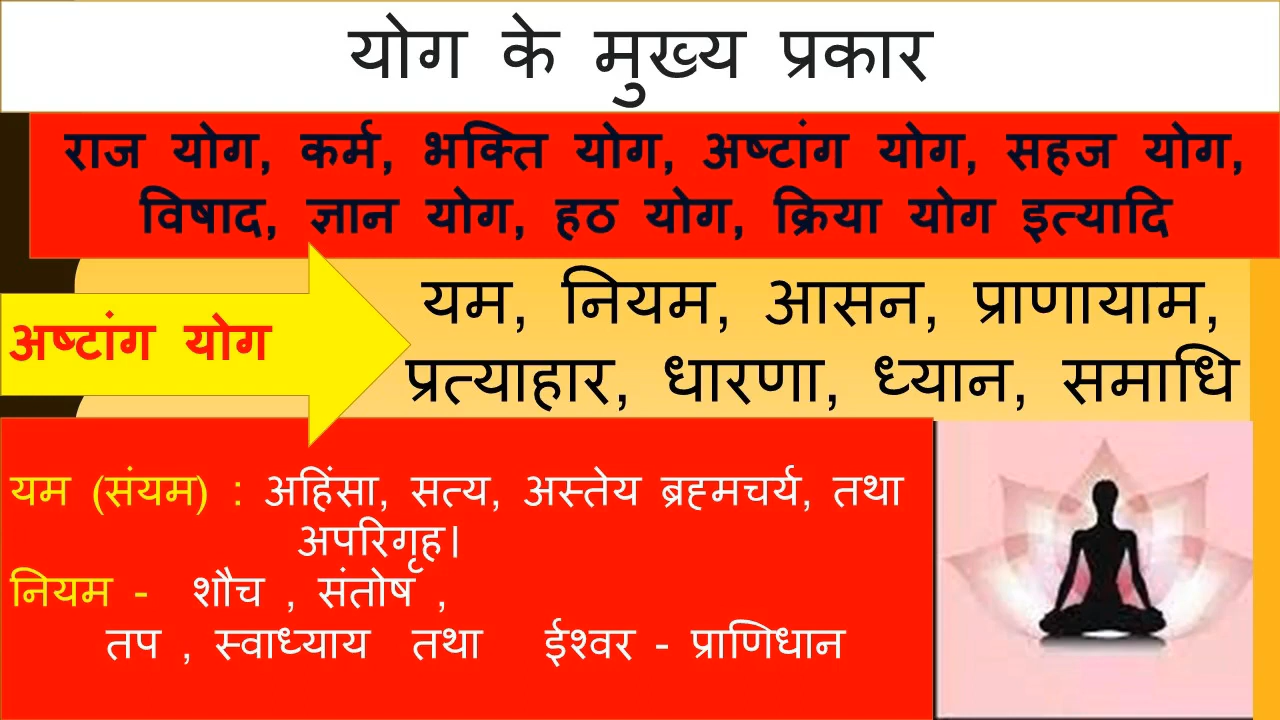 योग के मुख्य प्रकार
राज योग, कर्म, भक्ति योग, अष्टांग योग, सहज योग,
विषाद, ज्ञान योग, हठ योग, क्रिया योग इत्यादि
अष्टांग योग
यम, नियम, आसन, प्राणायाम,
प्रत्याहार, धारणा, ध्यान, समाधि
यम (संयम) : अहिंसा, सत्य, अस्तेय ब्रह्मचर्य, तथा
अपरिगृह।
नियम - शौच , संतोष ,
तप , स्वाध्याय तथा ईश्वर - प्राणिधान